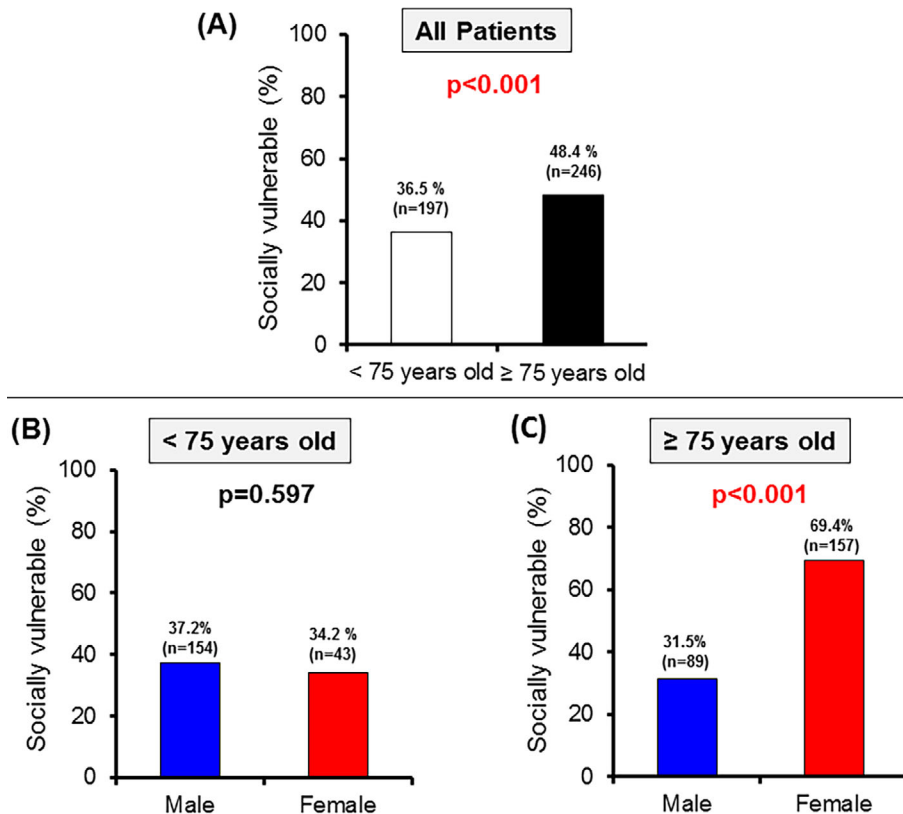 (A)
All Patients
p<0.001
Socially vulnerable (%)
100
80
60
40
20
0
36.5 %
(n=197)
48.4 %
(n=246)
< 75 years old
≥ 75 years old
(B)
< 75 years old
p=0.597
Socially vulnerable (%)
100
80
60
40
20
0
37.2%
(n=154)
34.2 %
(n=43)
Male
Female
(C)
≥ 75 years old
p<0.001
Socially vulnerable (%)
100
80
60
40
20
0
31.5%
(n=89)
69.4%
(n=157)
Male
Female